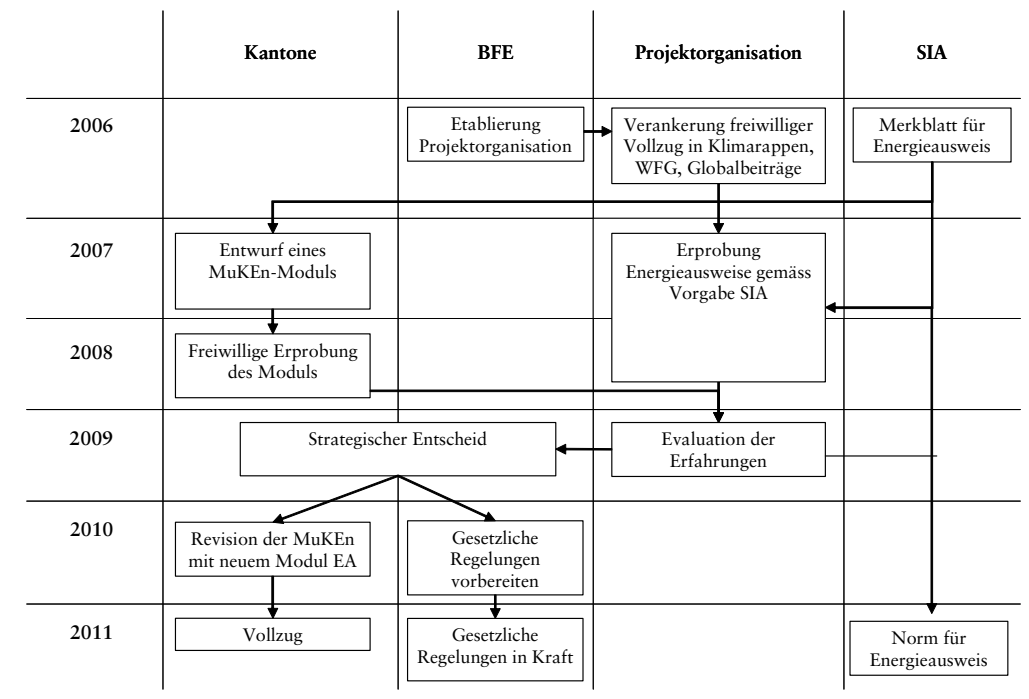 Kantone
BFE
Projektorganisation
SIA
2006
Etablierung
Projektorganisation
Verankerung freiwilliger
Vollzug in Klimarappen,
WFG, Globalbeiträge
Merkblatt für
Energieausweis
2007
Entwurf eines
MuKEn-Moduls
Erprobung
Energieausweise gemäss
Vorgabe SIA
2008
Freiwillige Erprobung
des Moduls
2009
Strategischer Entscheid
Evaluation der
Erfahrungen
2010
Revision der MuKEn
mit neuem Modul EA
Gesetzliche
Regelungen
vorbereiten
2011
Vollzug
Gesetzliche
Regelungen in Kraft
Norm für
Energieausweis